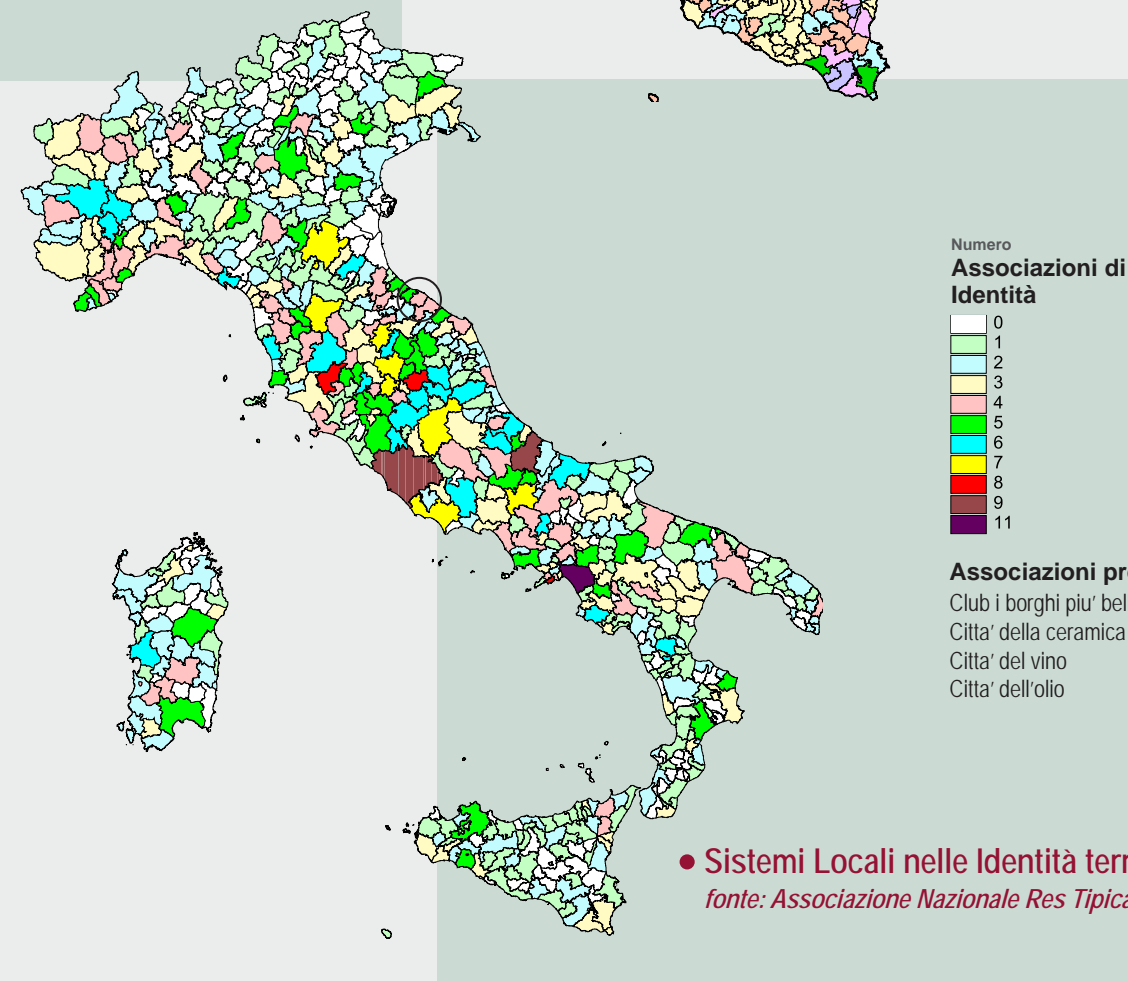 Numero
Associazioni di
Identità
0
1
2
3
4
5
6
7
8
9
11
Associazioni pr
Club i borghi piu' bel
Citta' della ceramica
Citta' del vino
Citta' dell'olio
• Sistemi Locali nelle Identità terr
fonte: Associazione Nazionale Res Tipica